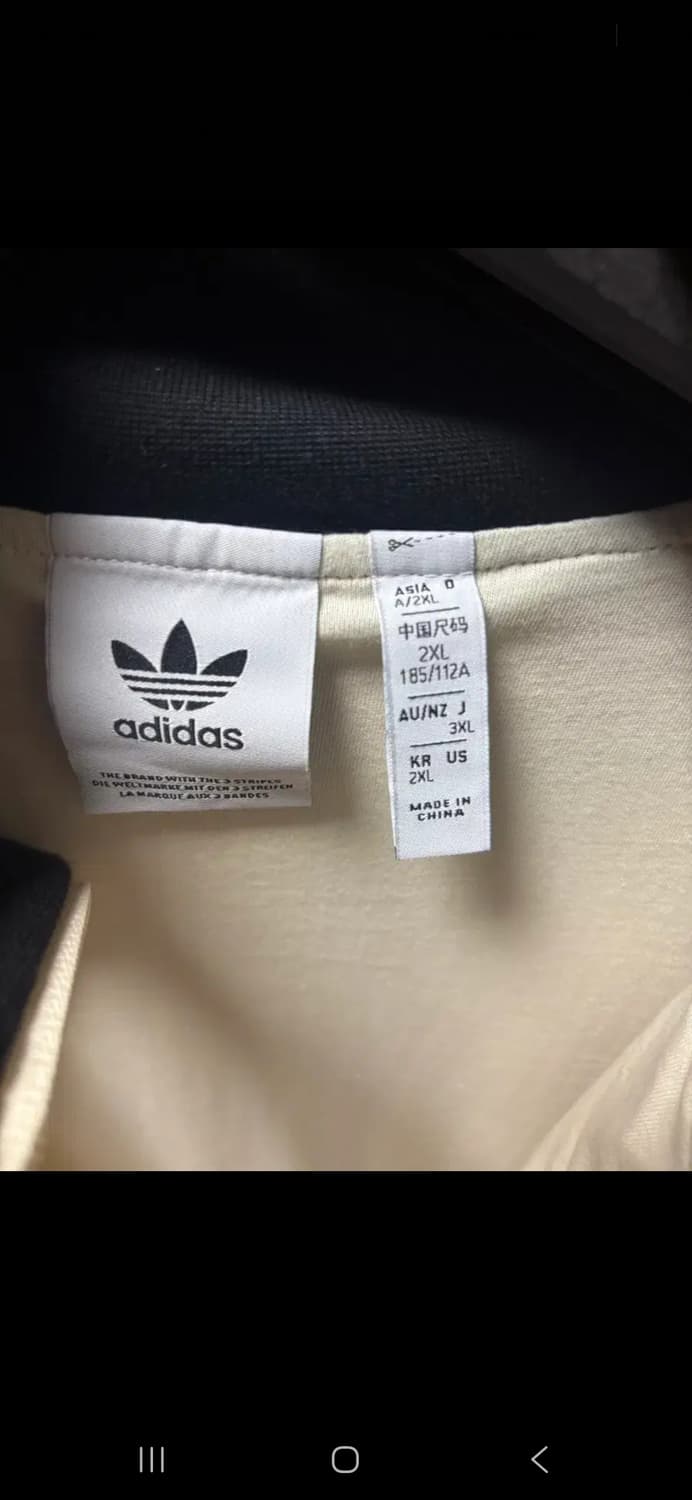 adidas
THE BRAND WITH THE 3 STRIPES
DIE WELTMARKE MIT DEN 3 STREIFEN
LA MARQUE AUX 3 BANDES
ASIA D
A/2XL
中国尺码
2XL
185/112A
AU/NZ J
3XL
KR US
2XL
MADE IN
CHINA